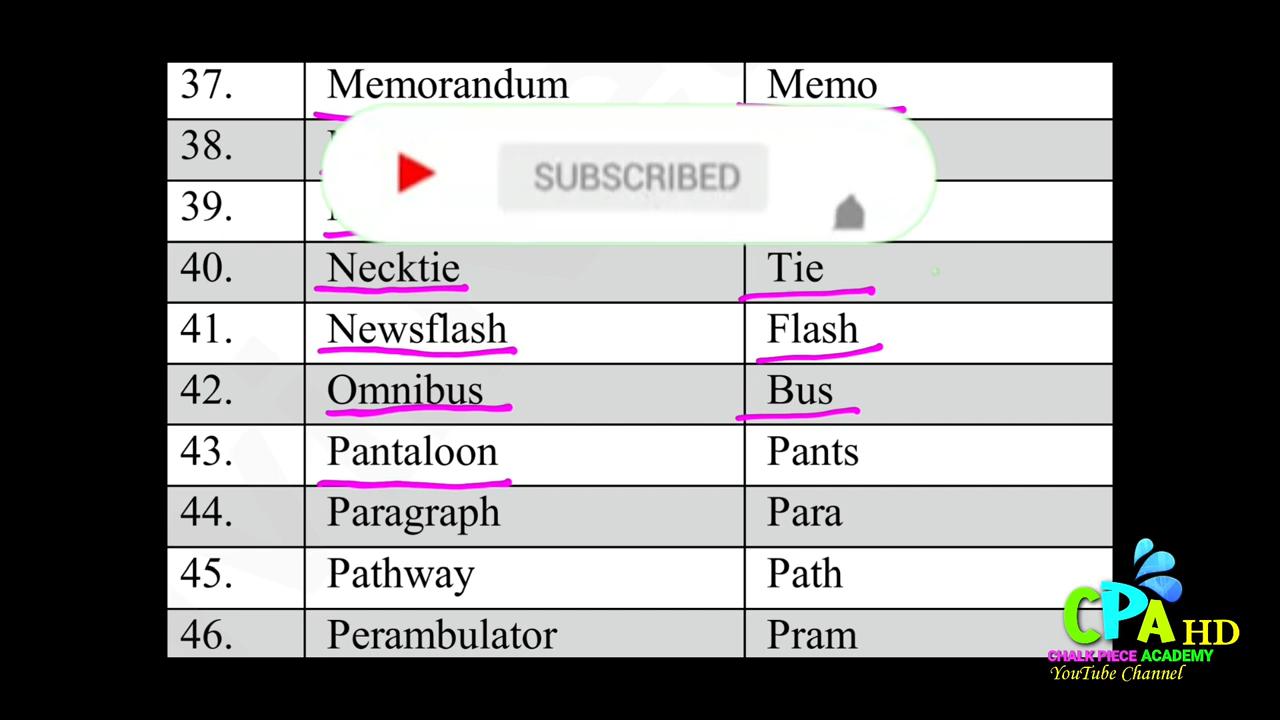 37. Memorandum Memo
38.
SUBSCRIBED
39.
40. Necktie Tie
41. Newsflash Flash
42. Omnibus Bus
43. Pantaloon Pants
44. Paragraph Para
45. Pathway Path
46. Perambulator Pram
CPA HD
CHALK PIECE ACADEMY
YouTube Channel